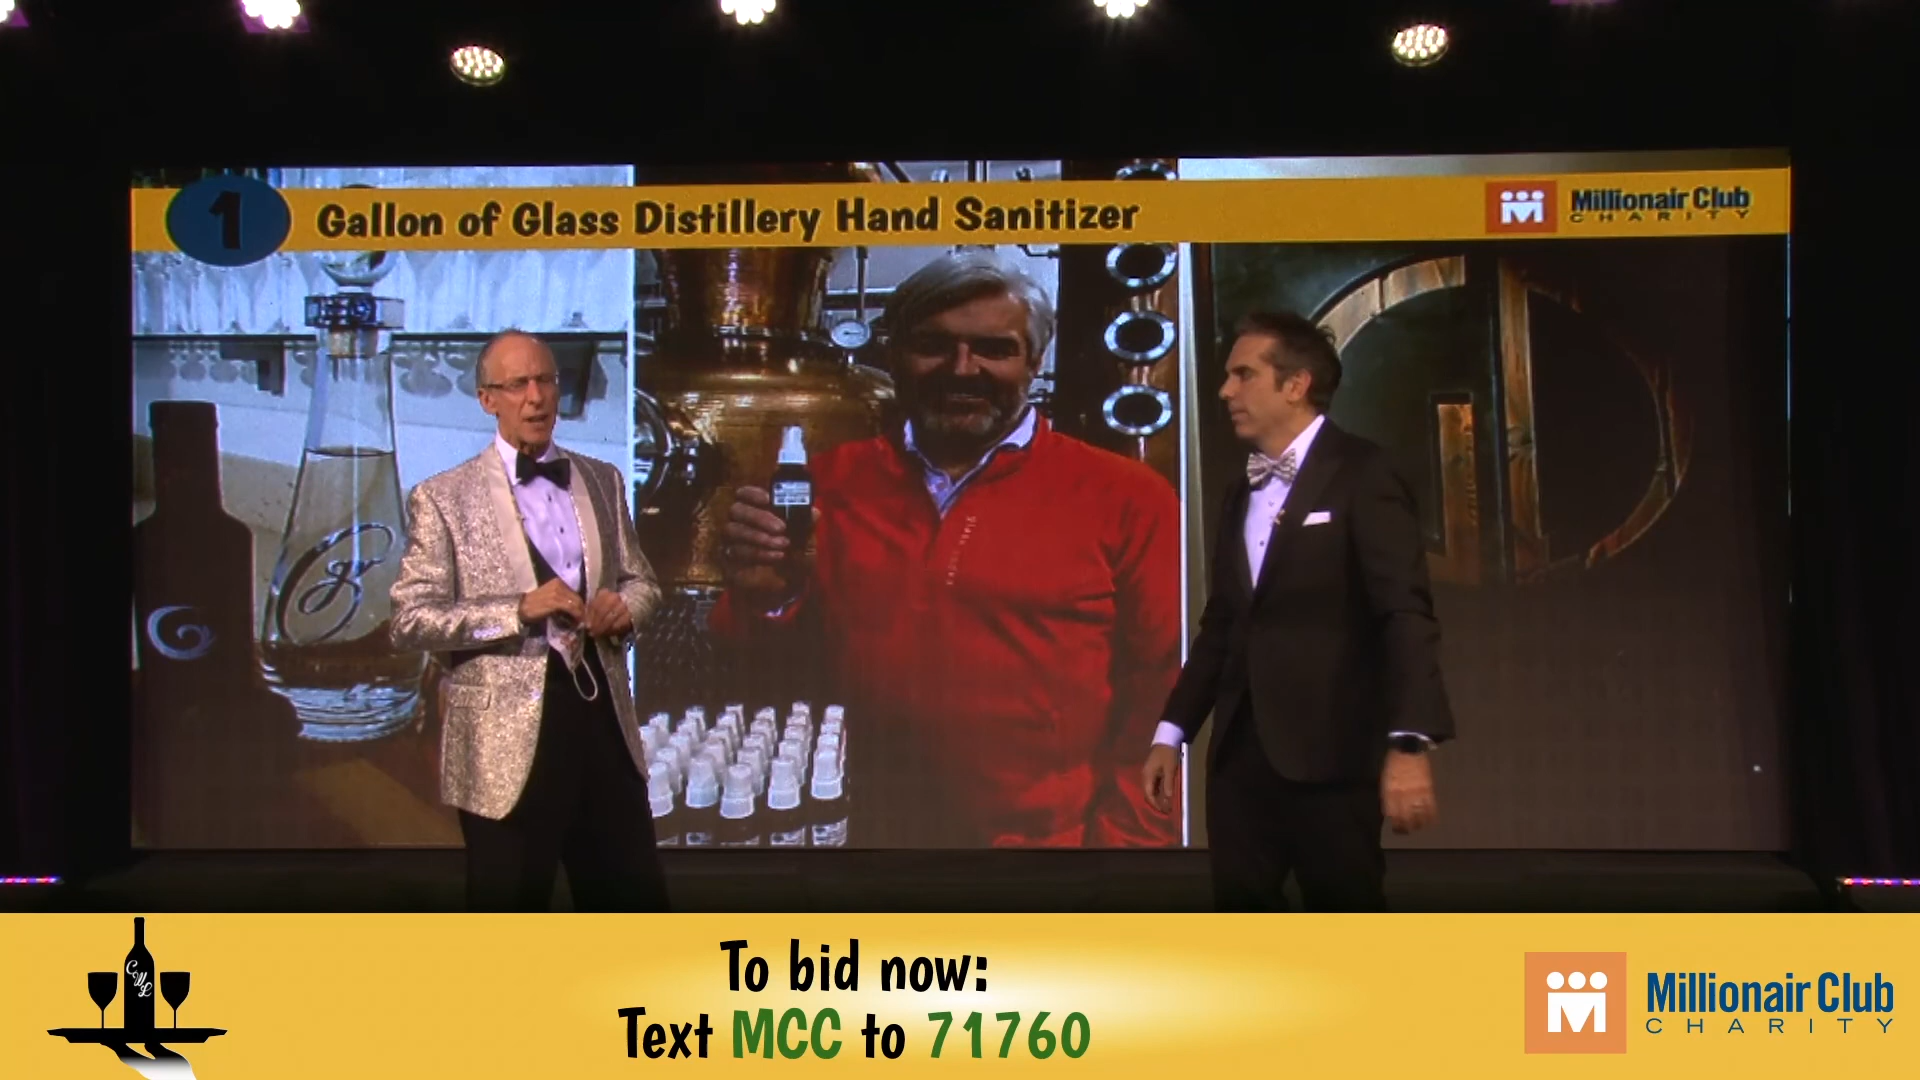 1
Gallon of Glass Distillery Hand Sanitizer
Millionair Club
CHARITY
To bid now:
Text MCC to 71760
CWL
Millionair Club
CHARITY